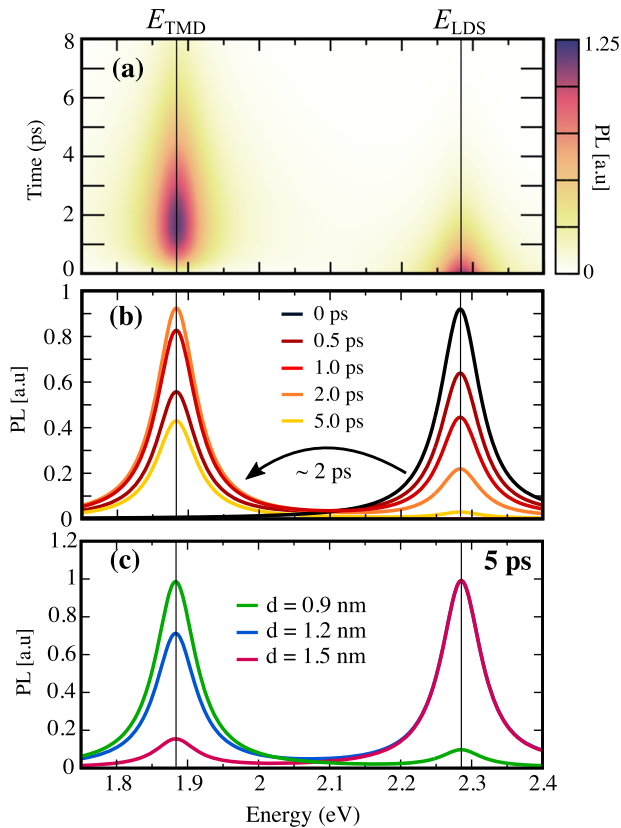 E_TMD E_LDS
8
(a)
1.25
6
4
2
0
Time (ps)
PL [a.u]
0
1
(b)
0 ps
0.8
0.5 ps
1.0 ps
0.6
2.0 ps
5.0 ps
0.4
0.2
~ 2 ps
0
PL [a.u]
1.2
(c)
5 ps
1
d = 0.9 nm
0.8
d = 1.2 nm
0.6
d = 1.5 nm
0.4
0.2
0
PL [a.u]
1.8 1.9 2 2.1 2.2 2.3 2.4
Energy (eV)